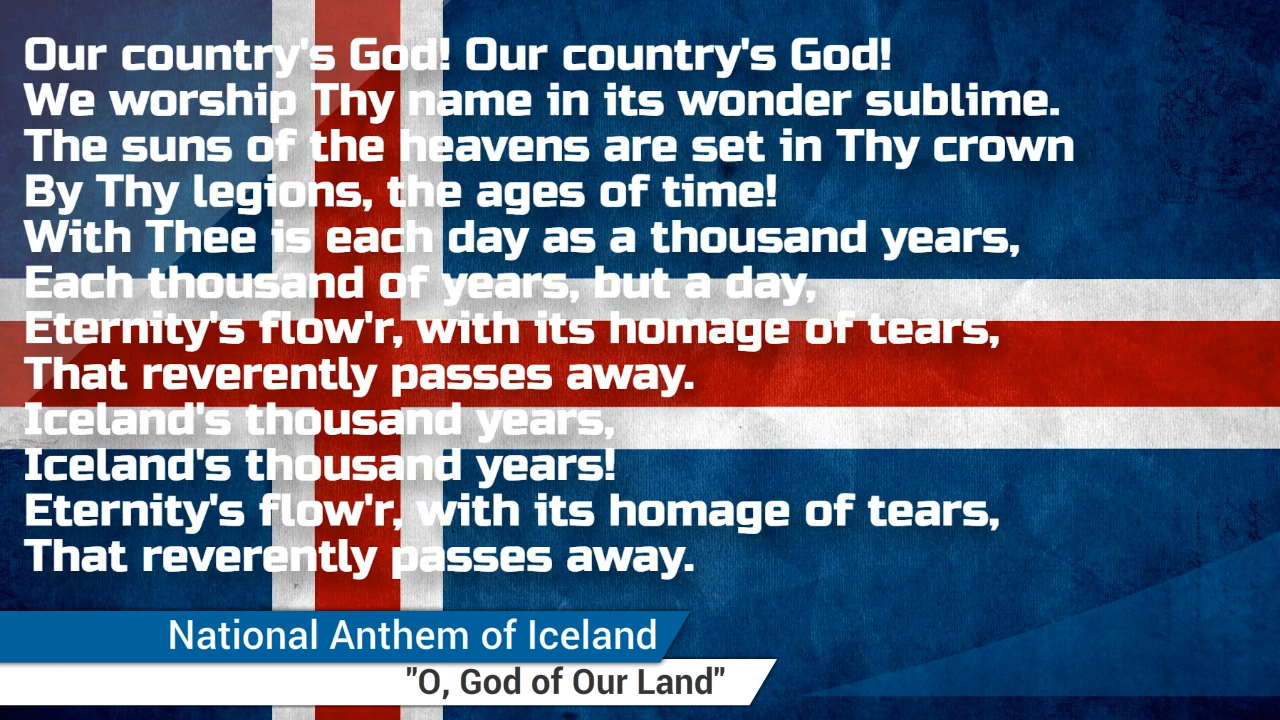 Our country's God! Our country's God!
We worship Thy name in its wonder sublime.
The suns of the heavens are set in Thy crown
By Thy legions, the ages of time!
With Thee is each day as a thousand years,
Each thousand of years, but a day,
Eternity's flow'r, with its homage of tears,
That reverently passes away.
Iceland's thousand years,
Iceland's thousand years!
Eternity's flow'r, with its homage of tears,
That reverently passes away.
National Anthem of Iceland
"O, God of Our Land"